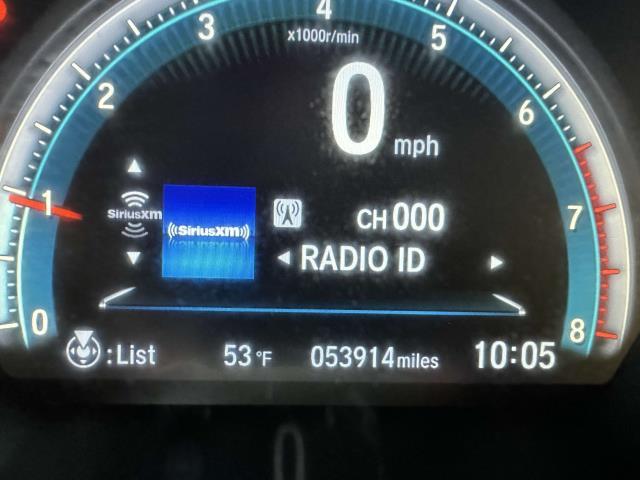 4
3
5
x1000r/min
2
6
0
mph
1
7
SiriusXM
((SiriusXM))
CH 000
RADIO ID
0
8
:List
53 °F
053914 miles
10:05
0